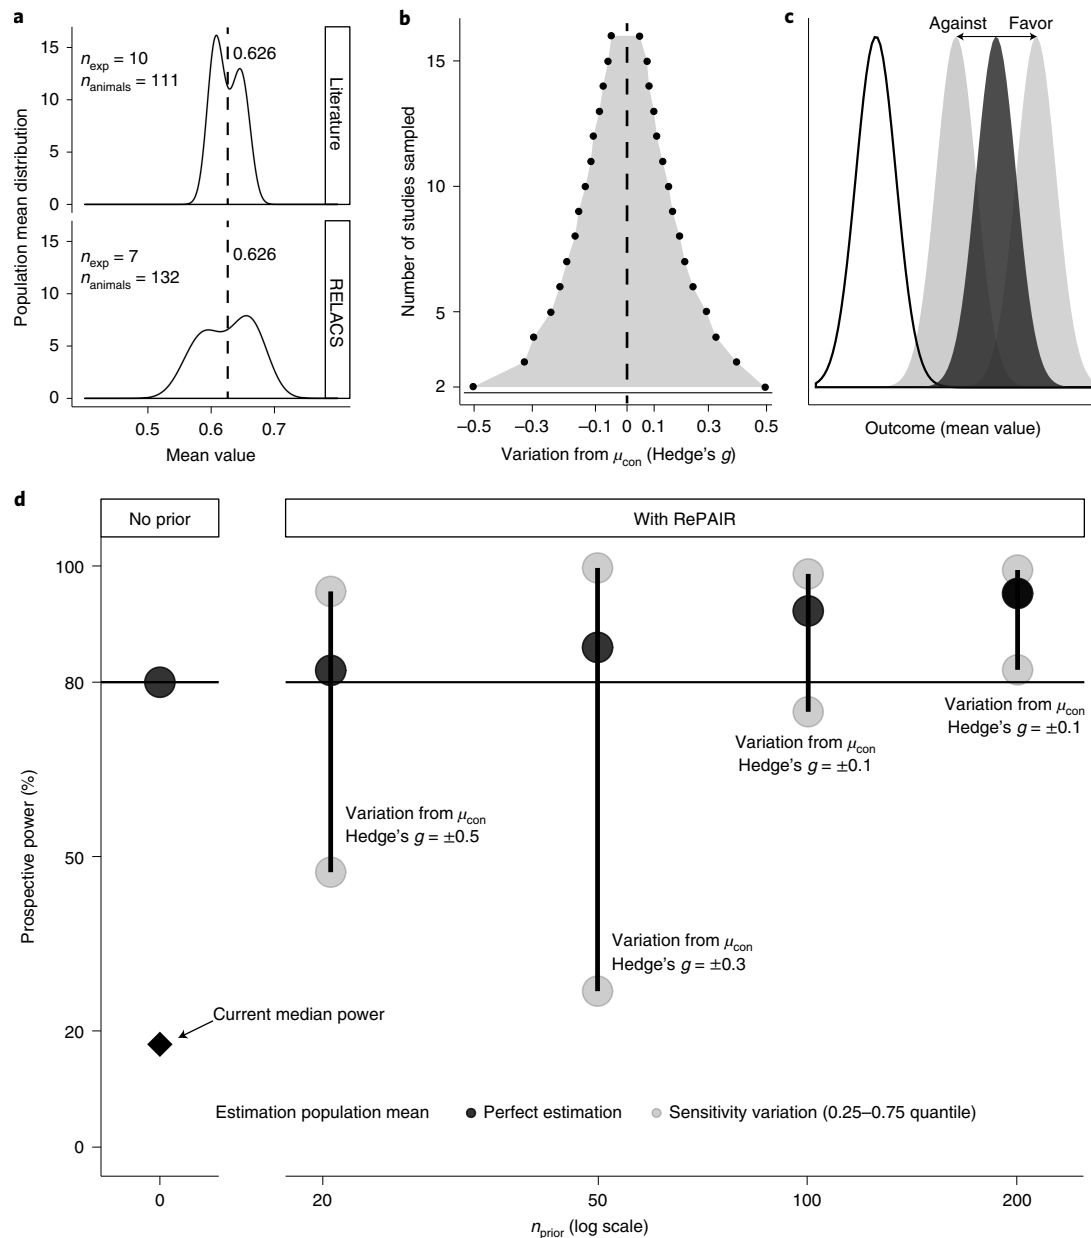 a
Population mean distribution
15
10
5
0
n_exp = 10
n_animals = 111
0.626
Literature
15
10
5
0
n_exp = 7
n_animals = 132
0.626
RELACS
0.5 0.6 0.7
Mean value
b
Number of studies sampled
15
10
5
2
–0.5 –0.3 –0.1 0 0.1 0.3 0.5
Variation from μ_con (Hedge's g)
c
Against Favor
Outcome (mean value)
d
No prior
With RePAIR
Prospective power (%)
100
80
50
20
0
Variation from μ_con
Hedge's g = ±0.5
Variation from μ_con
Hedge's g = ±0.3
Variation from μ_con
Hedge's g = ±0.1
Variation from μ_con
Hedge's g = ±0.1
Current median power
Estimation population mean Perfect estimation Sensitivity variation (0.25–0.75 quantile)
0 20 50 100 200
n_prior (log scale)